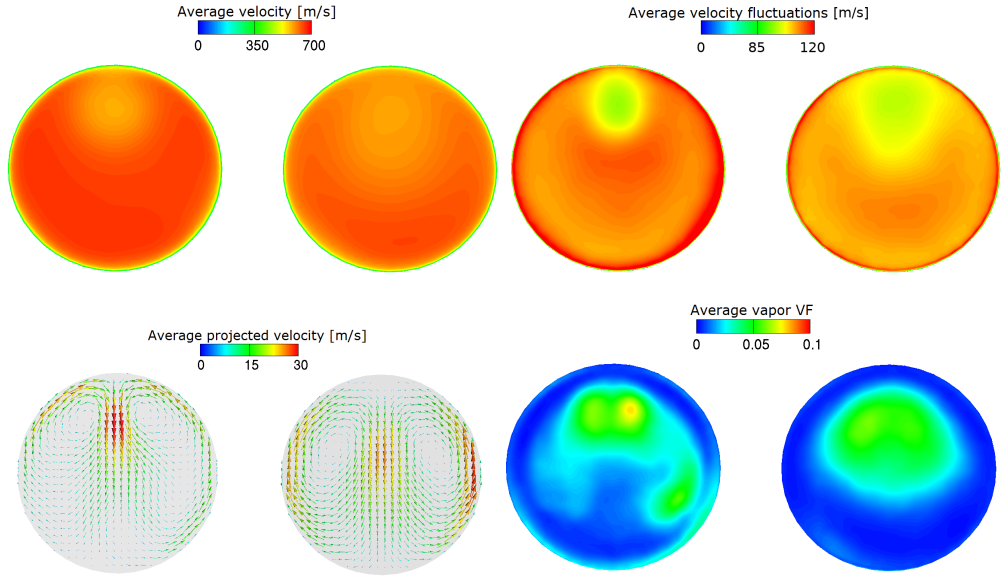 Average velocity [m/s]
0 350 700
Average velocity fluctuations [m/s]
0 85 120
Average projected velocity [m/s]
0 15 30
Average vapor VF
0 0.05 0.1